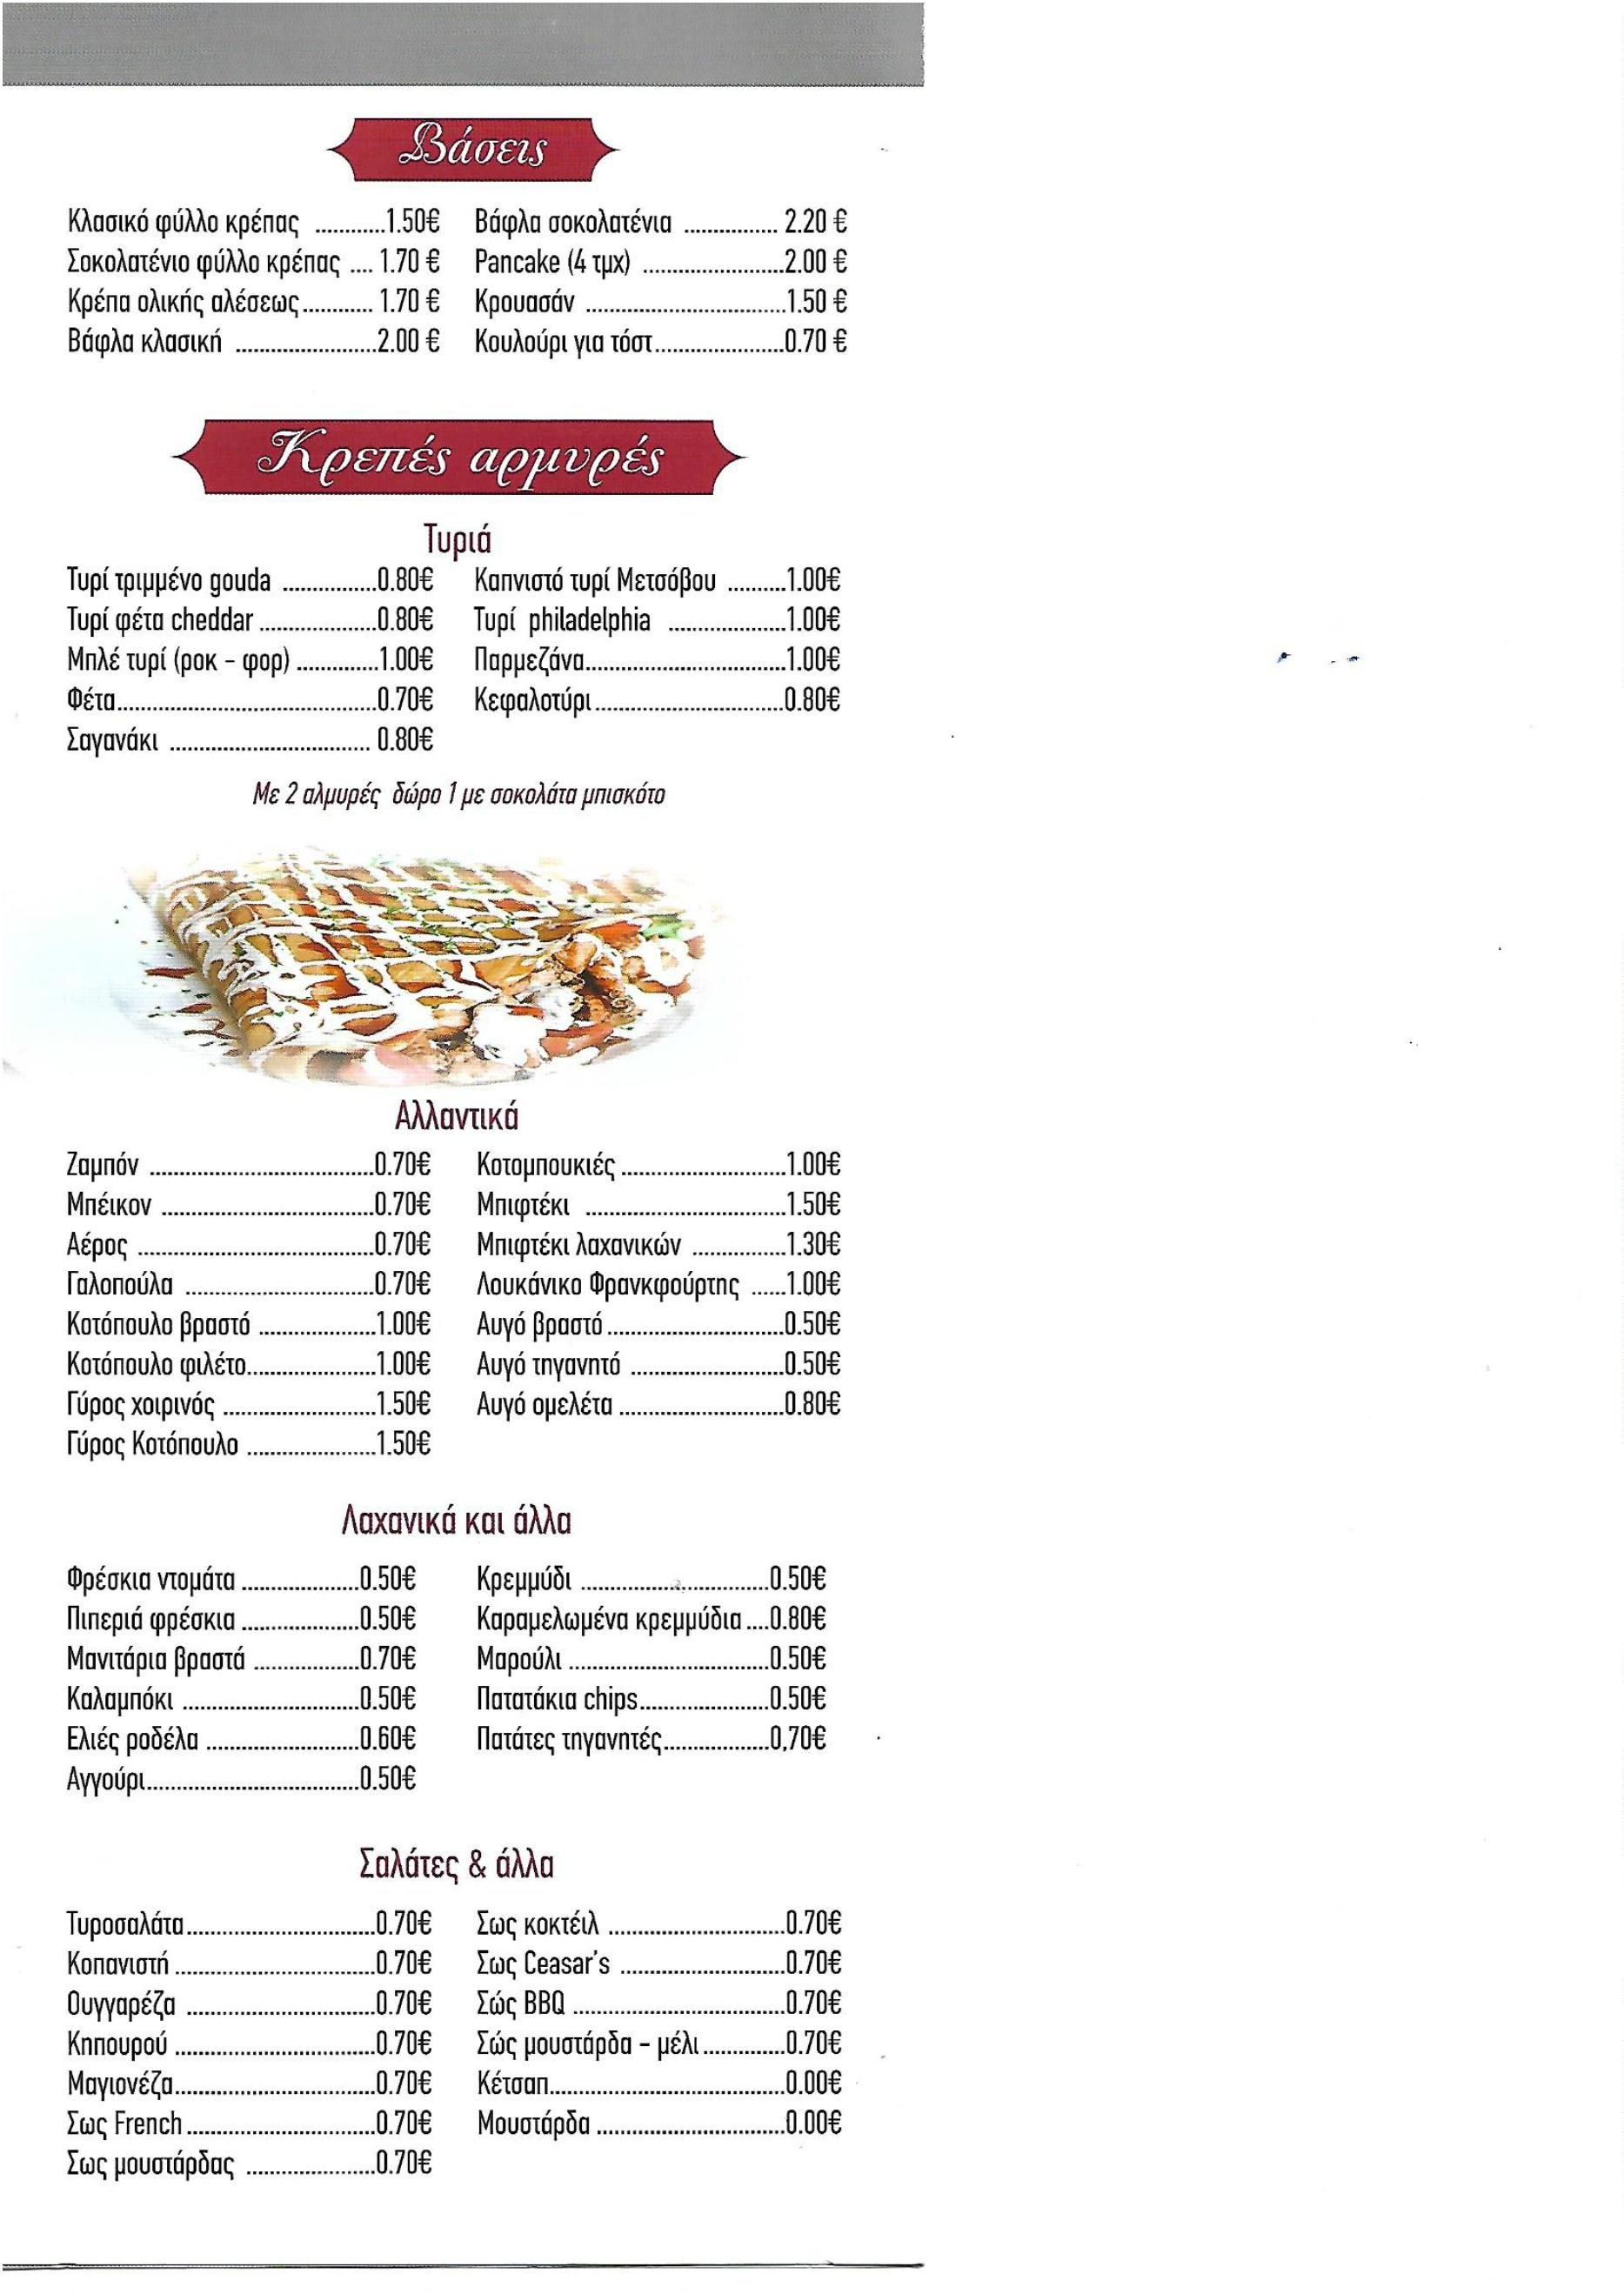 Βάσεις
Κλασικό φύλλο κρέπας ............1.50€
Σοκολατένιο φύλλο κρέπας .... 1.70 €
Κρέπα ολικής αλέσεως............ 1.70 €
Βάφλα κλασική ........................2.00 €
Βάφλα σοκολατένια ................ 2.20 €
Pancake (4 τμχ) ........................2.00 €
Κρουασάν ..................................1.50 €
Κουλούρι για τόστ......................0.70 €
Κρεπές αρμυρές
Τυριά
Τυρί τριμμένο gouda ................0.80€
Τυρί φέτα cheddar....................0.80€
Μπλέ τυρί (ροκ - φορ)..............1.00€
Φέτα............................................0.70€
Σαγανάκι .................................. 0.80€
Καπνιστό τυρί Μετσόβου ..........1.00€
Τυρί philadelphia ....................1.00€
Παρμεζάνα..................................1.00€
Κεφαλοτύρι................................0.80€
Με 2 αλμυρές δώρο 1 με σοκολάτα μπισκότο
Αλλαντικά
Ζαμπόν ......................................0.70€
Μπέικον ....................................0.70€
Αέρος ........................................0.70€
Γαλοπούλα ................................0.70€
Κοτόπουλο βραστό ....................1.00€
Κοτόπουλο φιλέτο......................1.00€
Γύρος χοιρινός ..........................1.50€
Γύρος Κοτόπουλο ......................1.50€
Κοτομπουκιές............................1.00€
Μπιφτέκι ..................................1.50€
Μπιφτέκι λαχανικών ................1.30€
Λουκάνικο Φρανκφούρτης ......1.00€
Αυγό βραστό..............................0.50€
Αυγό τηγανητό ..........................0.50€
Αυγό ομελέτα ............................0.80€
Λαχανικά και άλλα
Φρέσκια ντομάτα ....................0.50€
Πιπεριά φρέσκια ....................0.50€
Μανιτάρια βραστά ..................0.70€
Καλαμπόκι ..............................0.50€
Ελιές ροδέλα ..........................0.60€
Αγγούρι....................................0.50€
Κρεμμύδι ................................0.50€
Καραμελωμένα κρεμμύδια ....0.80€
Μαρούλι ..................................0.50€
Πατατάκια chips......................0.50€
Πατάτες τηγανητές..................0,70€
Σαλάτες & άλλα
Τυροσαλάτα................................0.70€
Κοπανιστή ..................................0.70€
Ουγγαρέζα ................................0.70€
Κηπουρού ..................................0.70€
Μαγιονέζα..................................0.70€
Σως French ................................0.70€
Σως μουστάρδας ......................0.70€
Σως κοκτέιλ ..............................0.70€
Σως Ceasar's ............................0.70€
Σώς BBQ ....................................0.70€
Σώς μουστάρδα - μέλι..............0.70€
Κέτσαπ........................................0.00€
Μουστάρδα ................................0.00€